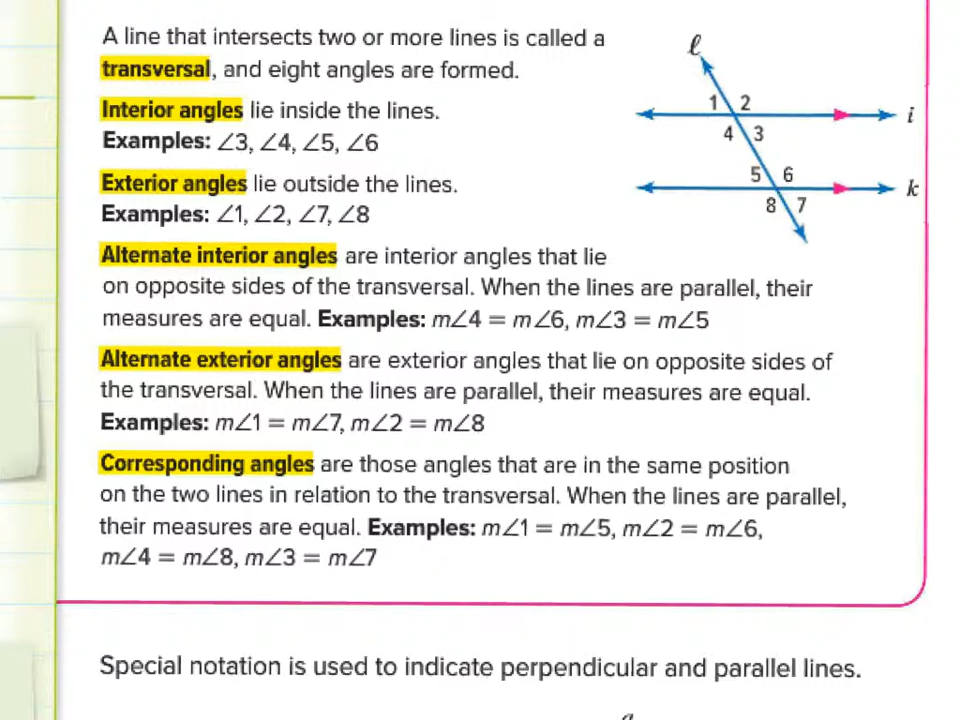 A line that intersects two or more lines is called a
transversal, and eight angles are formed.
Interior angles lie inside the lines.
Examples: ∠3, ∠4, ∠5, ∠6
Exterior angles lie outside the lines.
Examples: ∠1, ∠2, ∠7, ∠8
ℓ
1 2
i
4 3
5 6
k
8 7
Alternate interior angles are interior angles that lie
on opposite sides of the transversal. When the lines are parallel, their
measures are equal. Examples: m∠4 = m∠6, m∠3 = m∠5
Alternate exterior angles are exterior angles that lie on opposite sides of
the transversal. When the lines are parallel, their measures are equal.
Examples: m∠1 = m∠7, m∠2 = m∠8
Corresponding angles are those angles that are in the same position
on the two lines in relation to the transversal. When the lines are parallel,
their measures are equal. Examples: m∠1 = m∠5, m∠2 = m∠6,
m∠4 = m∠8, m∠3 = m∠7
Special notation is used to indicate perpendicular and parallel lines.